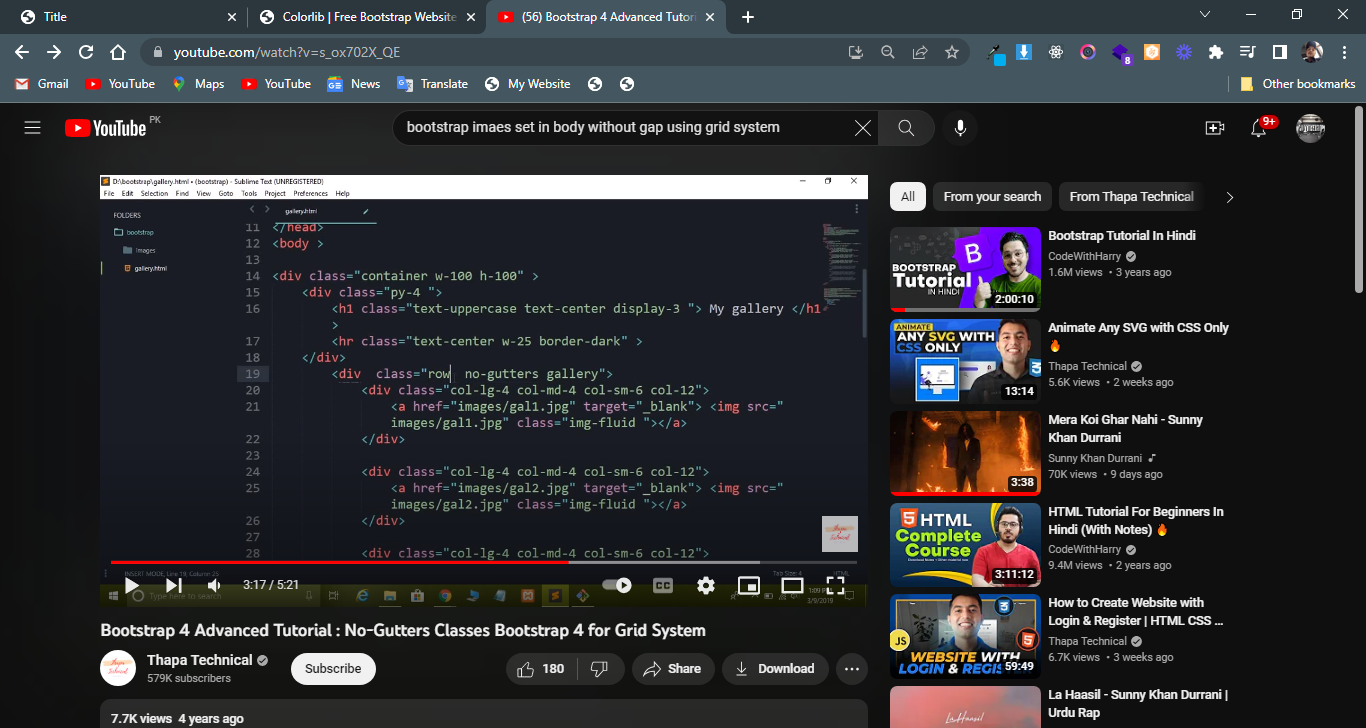 Title
Colorlib | Free Bootstrap Website
(56) Bootstrap 4 Advanced Tutori
youtube.com/watch?v=s_ox702X_QE
8
Gmail
YouTube
Maps
YouTube
News
Translate
My Website
Other bookmarks
YouTube PK
bootstrap imaes set in body without gap using grid system
9+
D:\bootstrap\gallery.html • (bootstrap) - Sublime Text (UNREGISTERED)
File Edit Selection Find View Goto Tools Project Preferences Help
FOLDERS
bootstrap
images
gallery.html
gallery.html
11 </head>
12 <body >
13
14 <div class="container w-100 h-100" >
15 <div class="py-4 ">
16 <h1 class="text-uppercase text-center display-3 "> My gallery </h1
>
17 <hr class="text-center w-25 border-dark" >
18 </div>
19 <div  class="row  no-gutters gallery">
20 <div class="col-lg-4 col-md-4 col-sm-6 col-12">
21 <a href="images/gal1.jpg" target="_blank"> <img src="
images/gal1.jpg" class="img-fluid "></a>
22 </div>
23
24 <div class="col-lg-4 col-md-4 col-sm-6 col-12">
25 <a href="images/gal2.jpg" target="_blank"> <img src="
images/gal2.jpg" class="img-fluid "></a>
26 </div>
27
28 <div class="col-lg-4 col-md-4 col-sm-6 col-12">
INSERT MODE, Line 19, Column 25
Tab Size: 4
HTML
3:17 / 5:21
CC
Type here to search
3/9/2019
Bootstrap 4 Advanced Tutorial : No-Gutters Classes Bootstrap 4 for Grid System
Thapa Technical
579K subscribers
Subscribe
180
Share
Download
7.7K views 4 years ago
All
From your search
From Thapa Technical
BOOTSTRAP
Tutorial
IN HINDI
B
2:00:10
Bootstrap Tutorial In Hindi
CodeWithHarry
1.6M views • 3 years ago
ANIMATE
ANY SVG WITH
CSS ONLY
13:14
Animate Any SVG with CSS Only
🔥
Thapa Technical
5.6K views • 2 weeks ago
3:38
Mera Koi Ghar Nahi - Sunny
Khan Durrani
Sunny Khan Durrani
70K views • 9 days ago
5 HTML
Complete
Course
3:11:12
HTML Tutorial For Beginners In
Hindi (With Notes) 🔥
CodeWithHarry
9.4M views • 2 years ago
JS
3
5
WEBSITE WITH
LOGIN & REGIS
59:49
How to Create Website with
Login & Register | HTML CSS ...
Thapa Technical
6.7K views • 3 weeks ago
La Haasil
La Haasil - Sunny Khan Durrani |
Urdu Rap